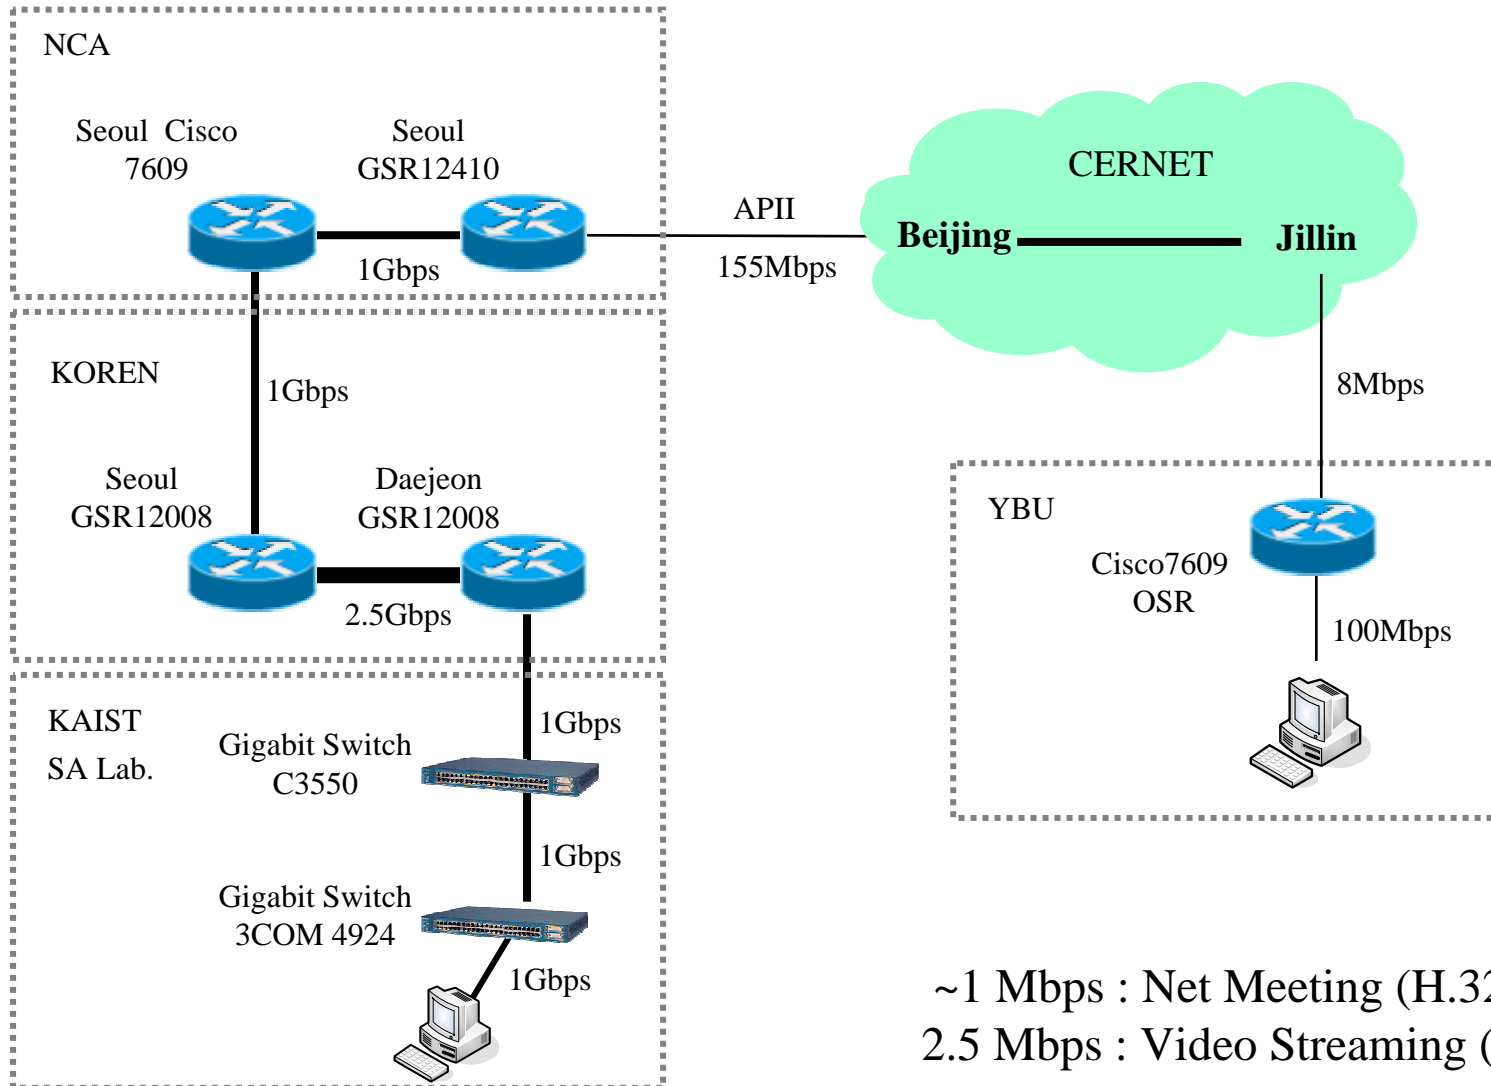 NCA
Seoul Cisco
7609
Seoul
GSR12410
1Gbps
APII
155Mbps
CERNET
Beijing
Jillin
KOREN
1Gbps
8Mbps
Seoul
GSR12008
Daejeon
GSR12008
2.5Gbps
YBU
Cisco7609
OSR
100Mbps
KAIST
SA Lab.
1Gbps
Gigabit Switch
C3550
1Gbps
Gigabit Switch
3COM 4924
1Gbps
~1 Mbps : Net Meeting (H.32
2.5 Mbps : Video Streaming (